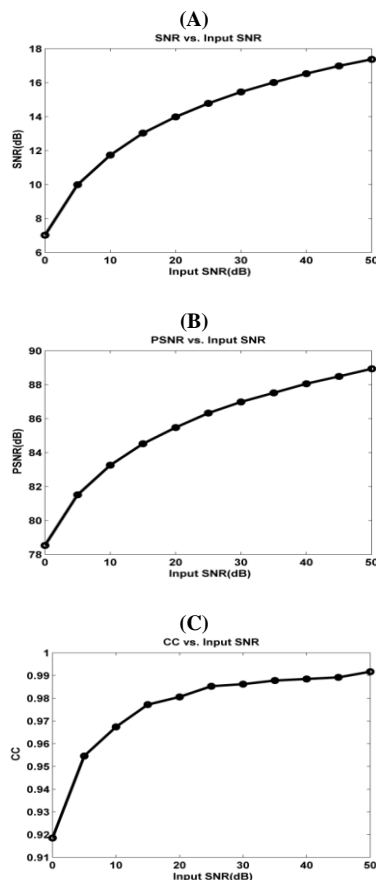 (A)
SNR vs. Input SNR
18
16
14
12
10
8
6
SNR(dB)
0 10 20 30 40 50
Input SNR(dB)
(B)
PSNR vs. Input SNR
90
88
86
84
82
80
78
PSNR(dB)
0 10 20 30 40 50
Input SNR(dB)
(C)
CC vs. Input SNR
1
0.99
0.98
0.97
0.96
0.95
0.94
0.93
0.92
0.91
CC
0 10 20 30 40 50
Input SNR(dB)